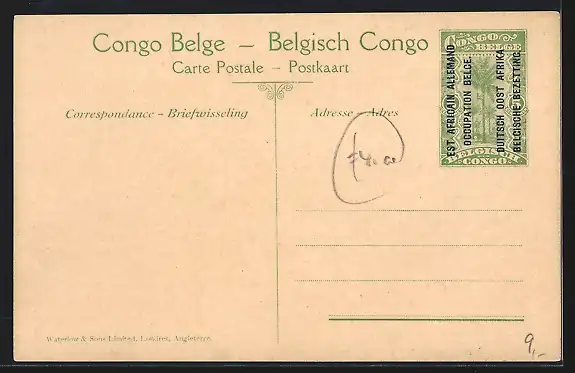 Congo Belge – Belgisch Congo
Carte Postale – Postkaart
Correspondance – Briefwisseling
Adresse – Adres
CONGO
BELGE
EST AFRICAIN ALLEMAND
OCCUPATION BELGE.
DUITSCH OOST AFRIKA
BELGISCHE BEZETTING.
BELGISCH
CONGO
Waterlow & Sons Limited, Londres, Angleterre.
9,-